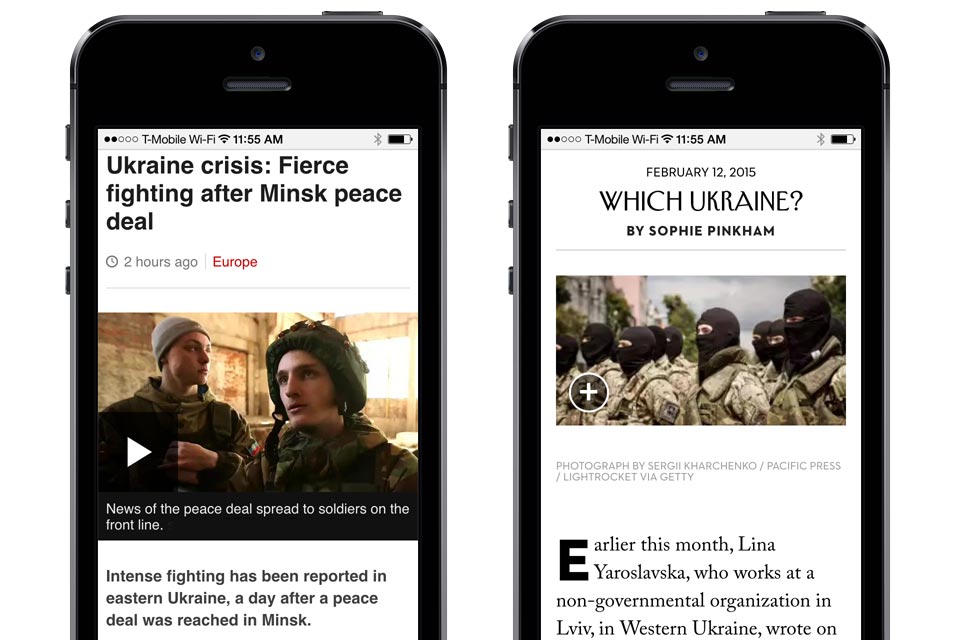 T-Mobile Wi-Fi 11:55 AM
Ukraine crisis: Fierce
fighting after Minsk peace
deal
2 hours ago Europe
News of the peace deal spread to soldiers on the
front line.
Intense fighting has been reported in
eastern Ukraine, a day after a peace
deal was reached in Minsk.
T-Mobile Wi-Fi 11:55 AM
FEBRUARY 12, 2015
WHICH UKRAINE?
BY SOPHIE PINKHAM
PHOTOGRAPH BY SERGII KHARCHENKO / PACIFIC PRESS
/ LIGHTROCKET VIA GETTY
Earlier this month, Lina
Yaroslavska, who works at a
non-governmental organization in
Lviv, in Western Ukraine, wrote on